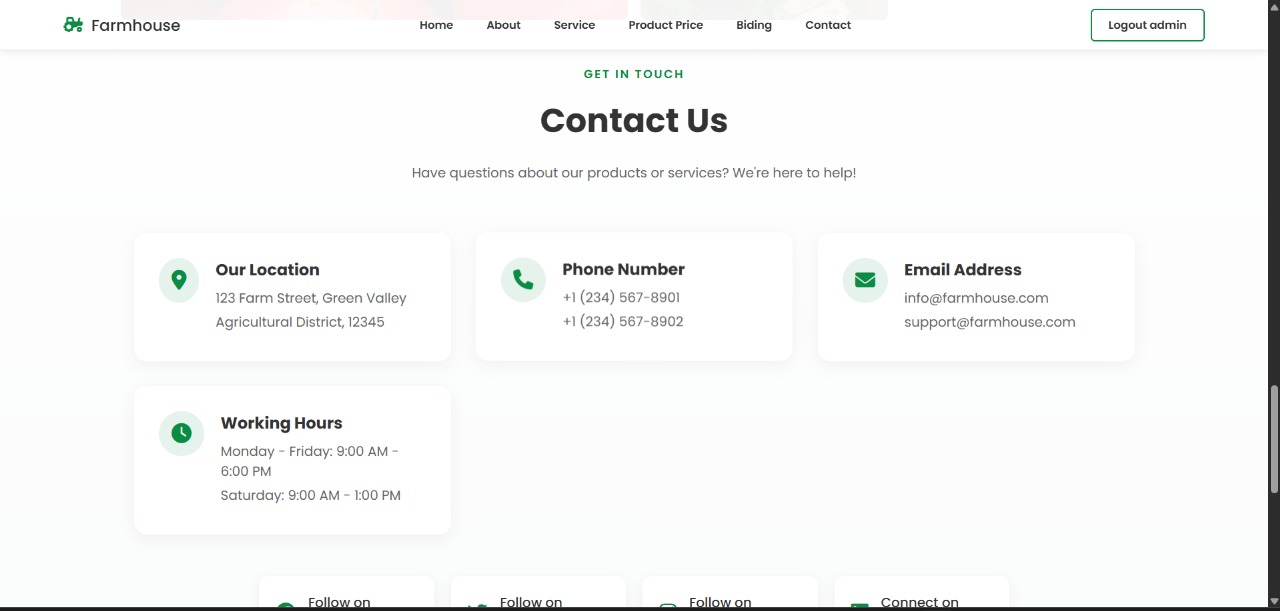 Farmhouse
Home
About
Service
Product Price
Biding
Contact
Logout admin
GET IN TOUCH
Contact Us
Have questions about our products or services? We're here to help!
Our Location
123 Farm Street, Green Valley
Agricultural District, 12345
Phone Number
+1 (234) 567-8901
+1 (234) 567-8902
Email Address
info@farmhouse.com
support@farmhouse.com
Working Hours
Monday - Friday: 9:00 AM -
6:00 PM
Saturday: 9:00 AM - 1:00 PM
Follow on
Follow on
Follow on
Connect on